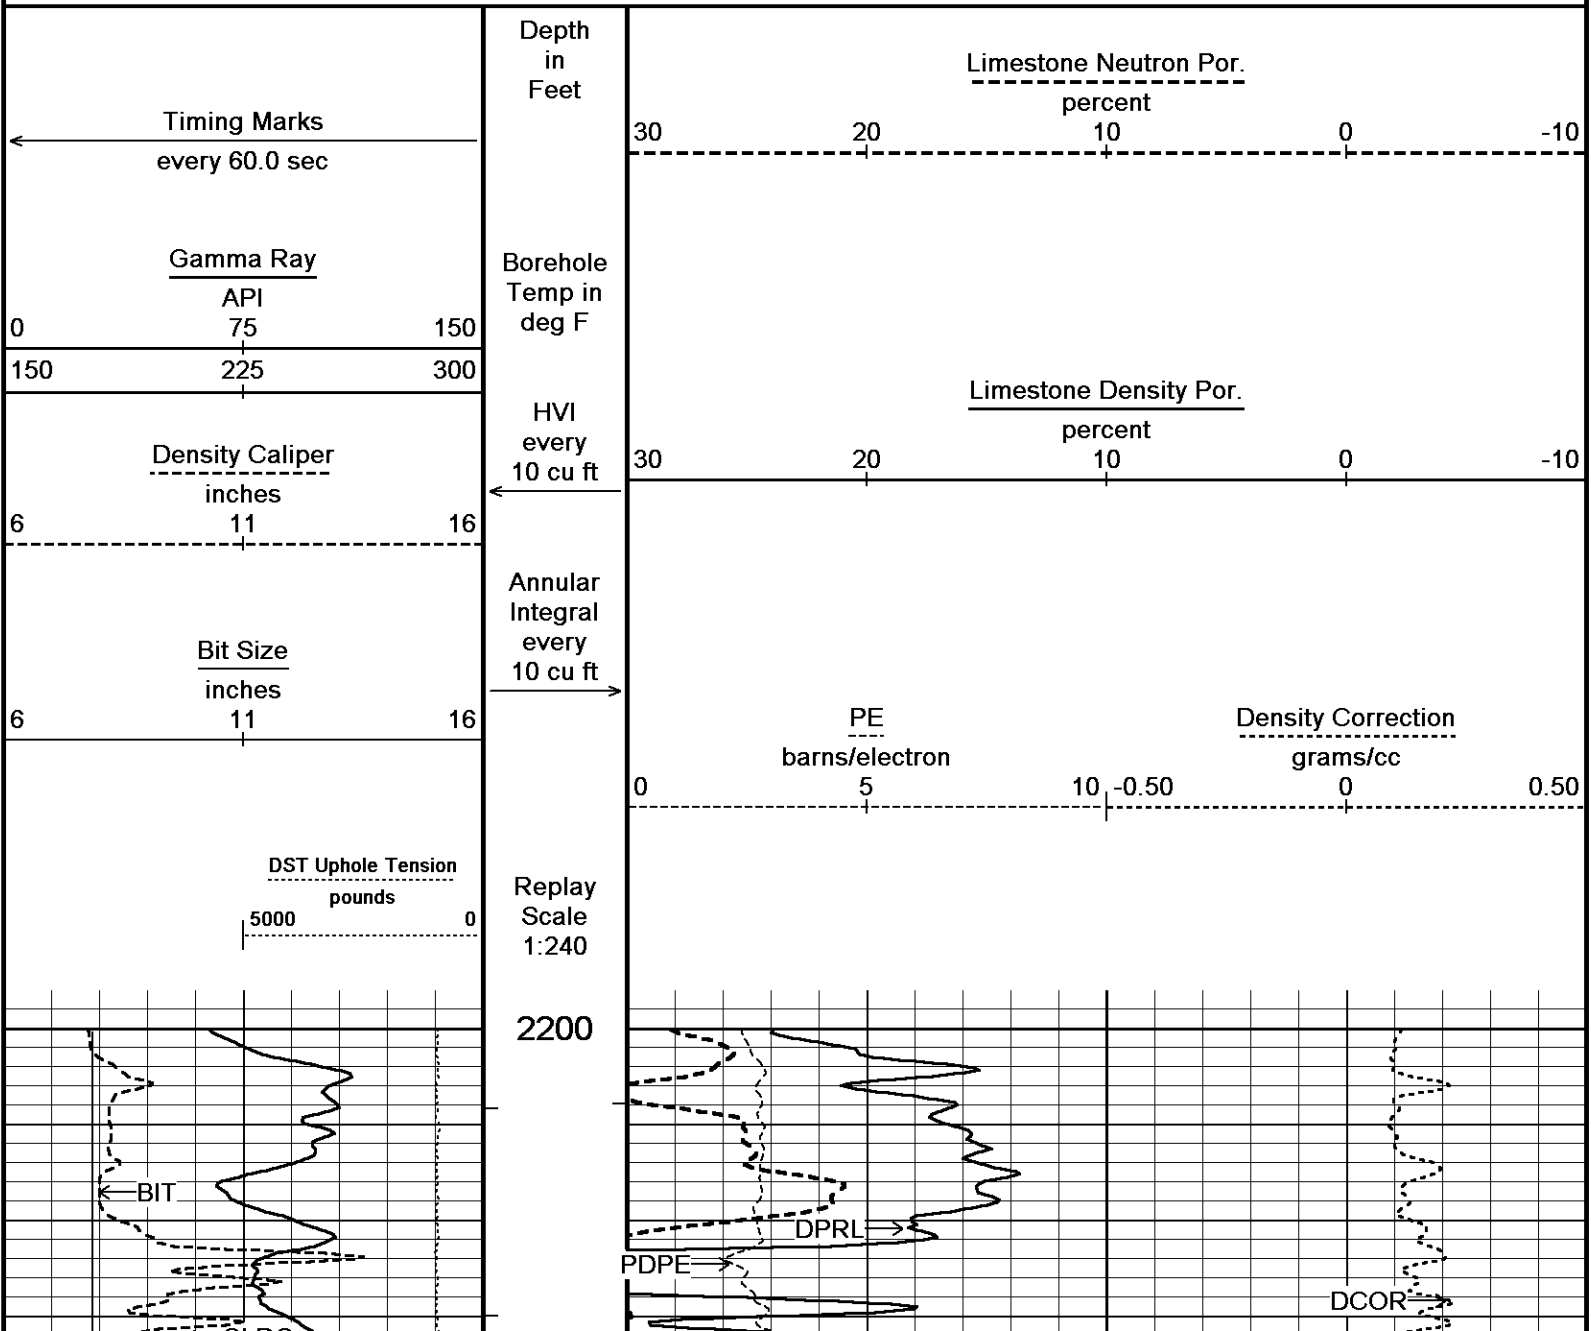 Timing Marks
every 60.0 sec
Gamma Ray
API
0 75 150
150 225 300
Density Caliper
inches
6 11 16
Bit Size
inches
6 11 16
DST Uphole Tension
pounds
5000 0
Depth
in
Feet
Borehole
Temp in
deg F
HVI
every
10 cu ft
Annular
Integral
every
10 cu ft
Replay
Scale
1:240
Limestone Neutron Por.
percent
30 20 10 0 -10
Limestone Density Por.
percent
30 20 10 0 -10
PE
barns/electron
0 5 10
Density Correction
grams/cc
-0.50 0 0.50
2200
BIT
DPRL
PDPE
DCOR